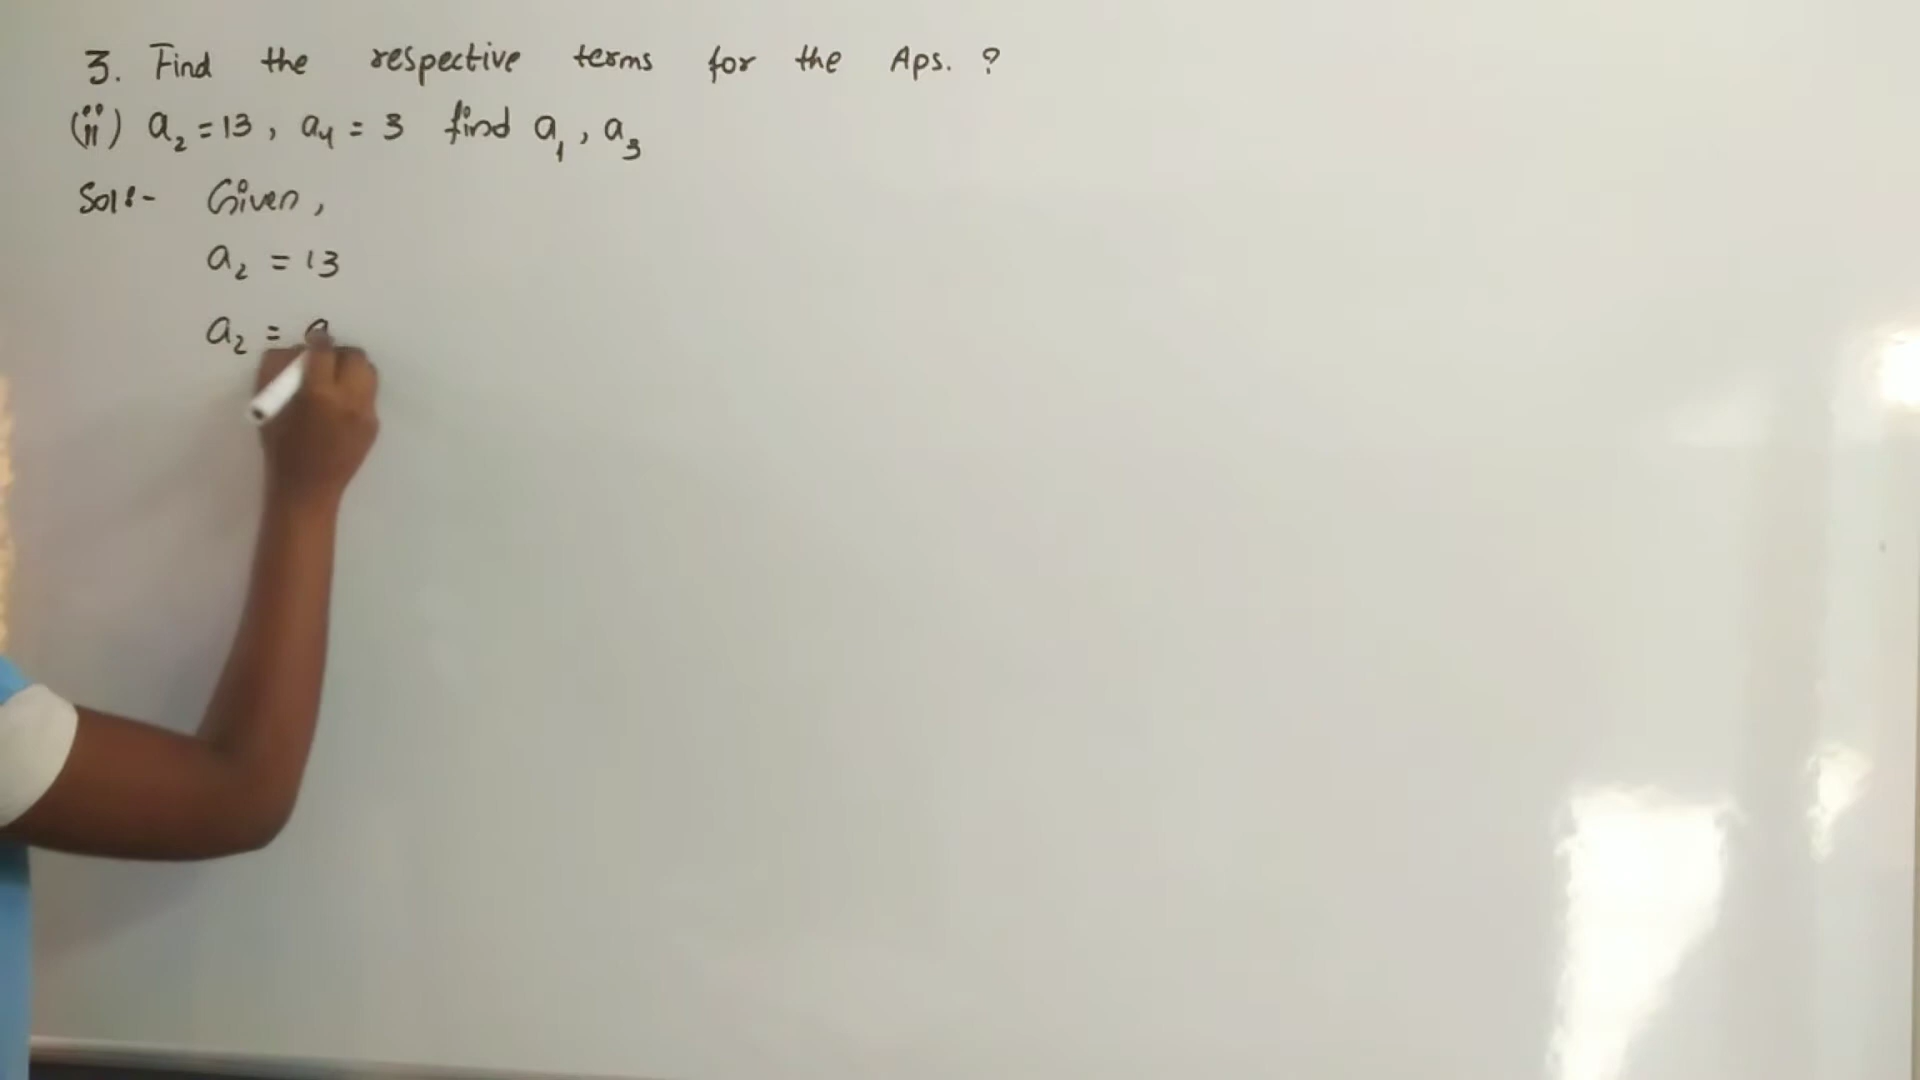 3. Find the respective terms for the Aps. ?
(ii) a₂ = 13, a₄ = 3 find a₁, a₃
Sol:- Given,
a₂ = 13
a₂ = a